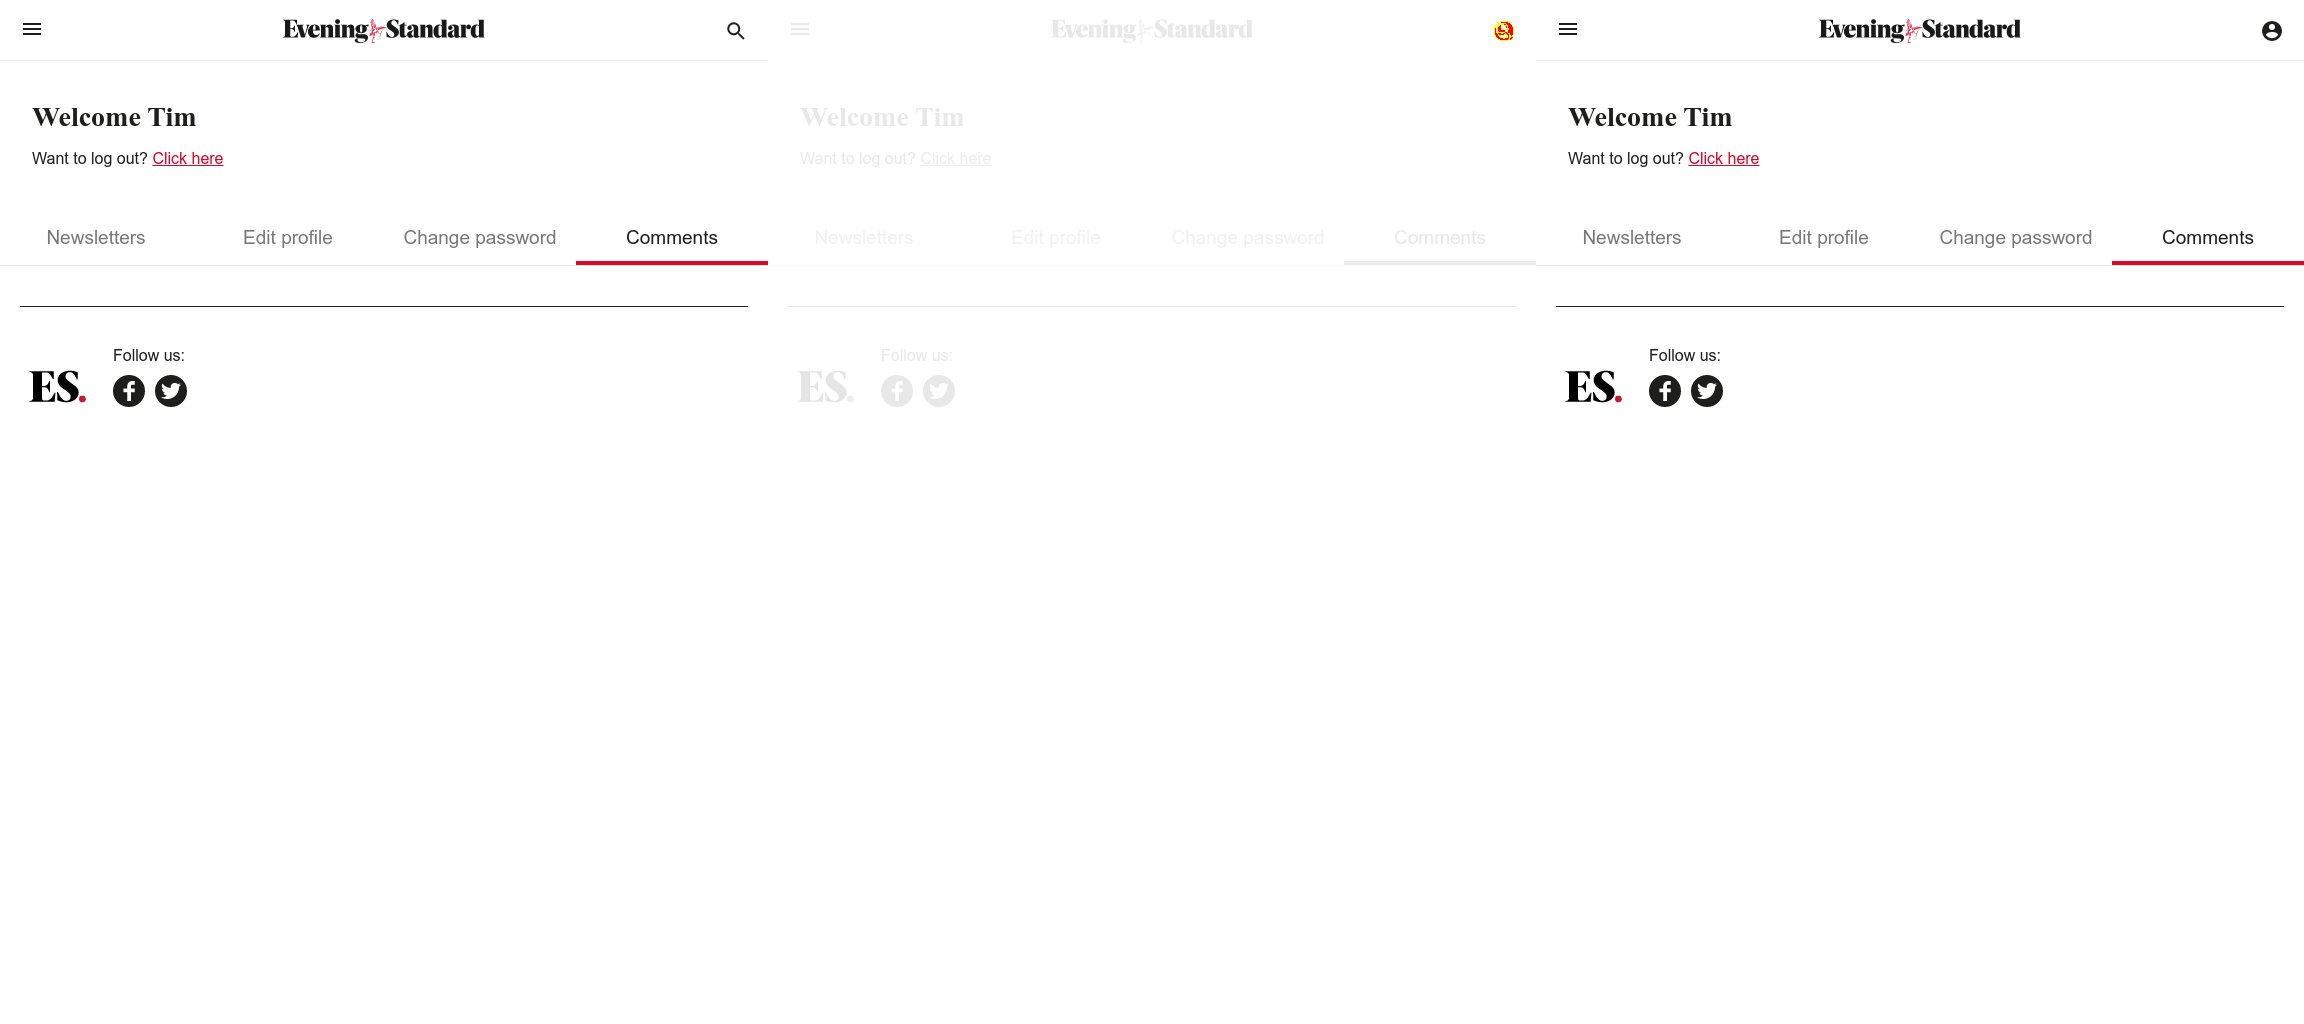 Evening Standard
Welcome Tim
Want to log out? Click here
Newsletters Edit profile Change password Comments
Follow us:
ES.
Evening Standard
Welcome Tim
Want to log out? Click here
Newsletters Edit profile Change password Comments
Follow us:
ES.
Evening Standard
Welcome Tim
Want to log out? Click here
Newsletters Edit profile Change password Comments
Follow us:
ES.